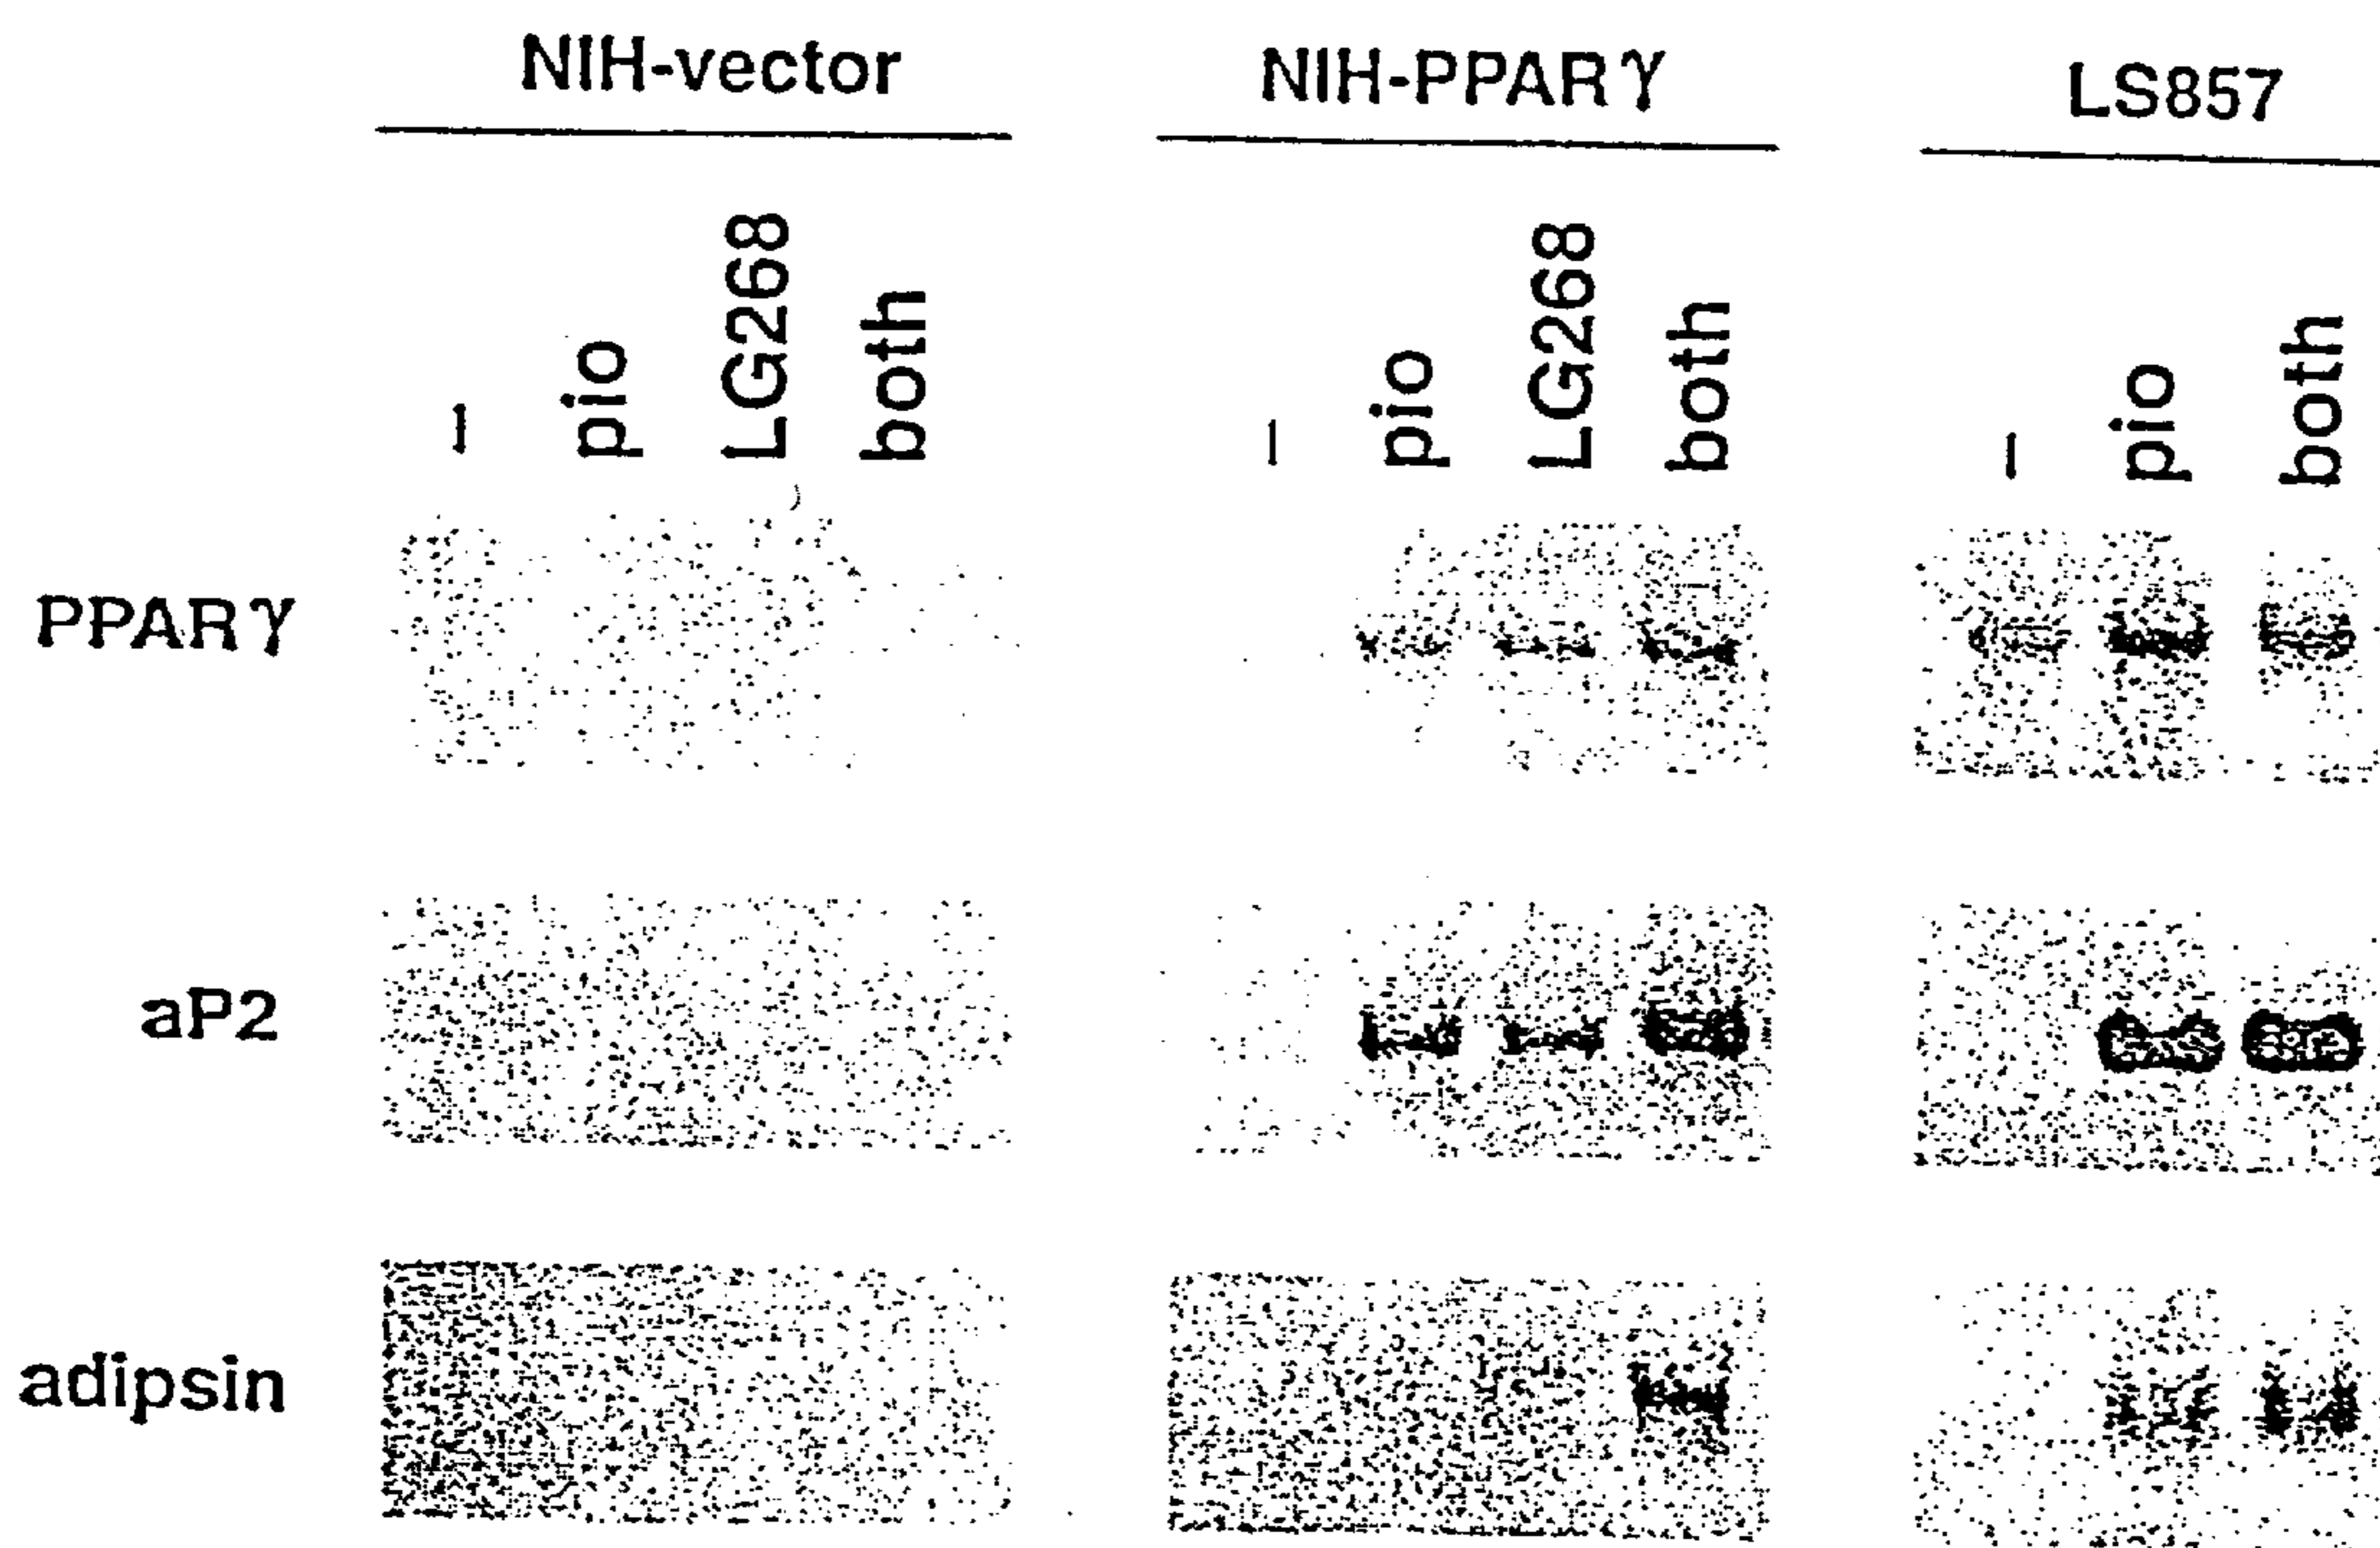 NIH-vector NIH-PPARγ LS857
– pio LG268 both – pio LG268 both – pio both
PPARγ
aP2
adipsin